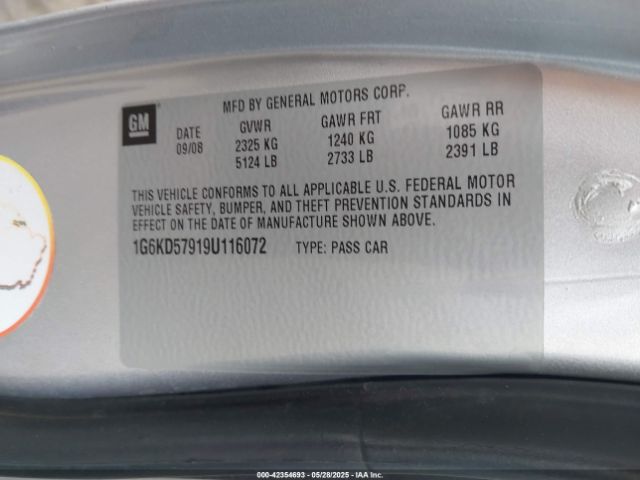 MFD BY GENERAL MOTORS CORP.
GM
DATE GVWR GAWR FRT GAWR RR
09/08 2325 KG 1240 KG 1085 KG
5124 LB 2733 LB 2391 LB
THIS VEHICLE CONFORMS TO ALL APPLICABLE U.S. FEDERAL MOTOR
VEHICLE SAFETY, BUMPER, AND THEFT PREVENTION STANDARDS IN
EFFECT ON THE DATE OF MANUFACTURE SHOWN ABOVE.
1G6KD57919U116072 TYPE: PASS CAR
000-42354693 - 05/28/2025 - IAAI.COM